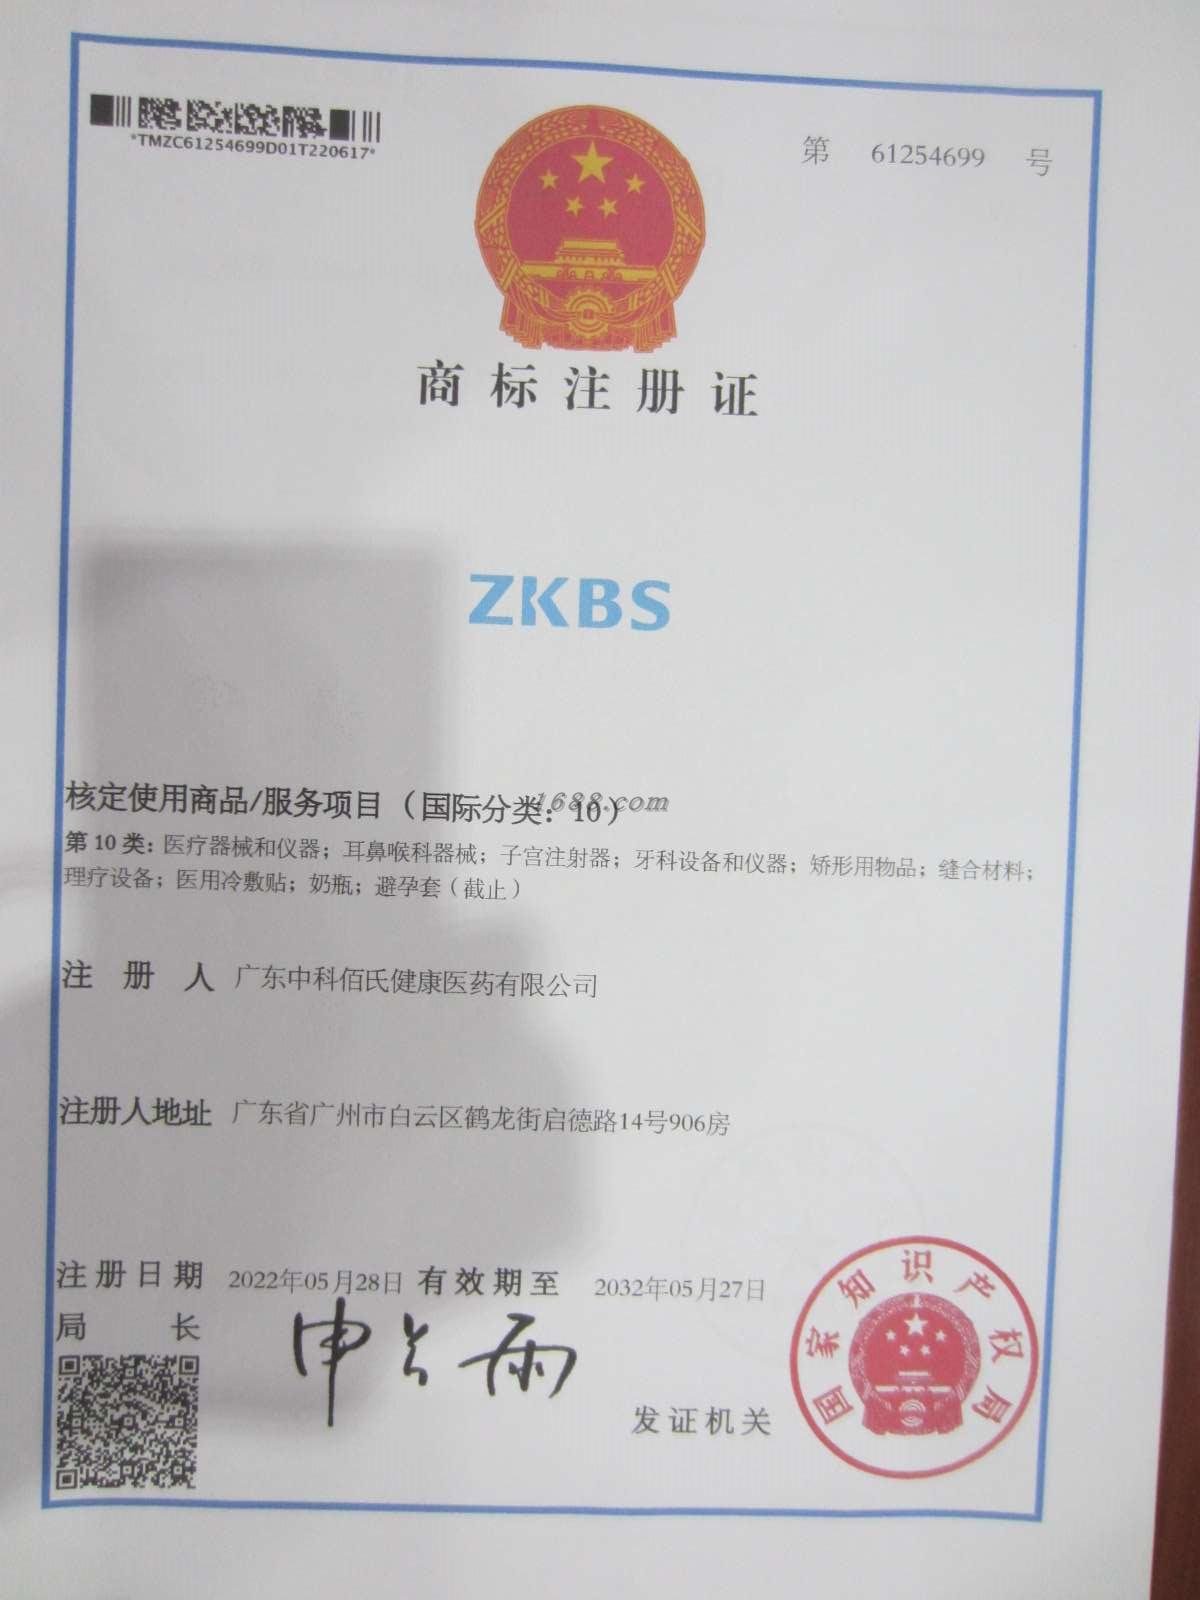 *TMZC61254699D01T220617*
第 61254699 号
商标注册证
ZKBS
核定使用商品/服务项目（国际分类：10）
1688.com
第10类：医疗器械和仪器；耳鼻喉科器械；子宫注射器；牙科设备和仪器；矫形用物品；缝合材料；
理疗设备；医用冷敷贴；奶瓶；避孕套（截止）
注册人 广东中科佰氏健康医药有限公司
注册人地址 广东省广州市白云区鹤龙街启德路14号906房
注册日期 2022年05月28日 有效期至 2032年05月27日
局长 申长雨
发证机关
国家知识产权局